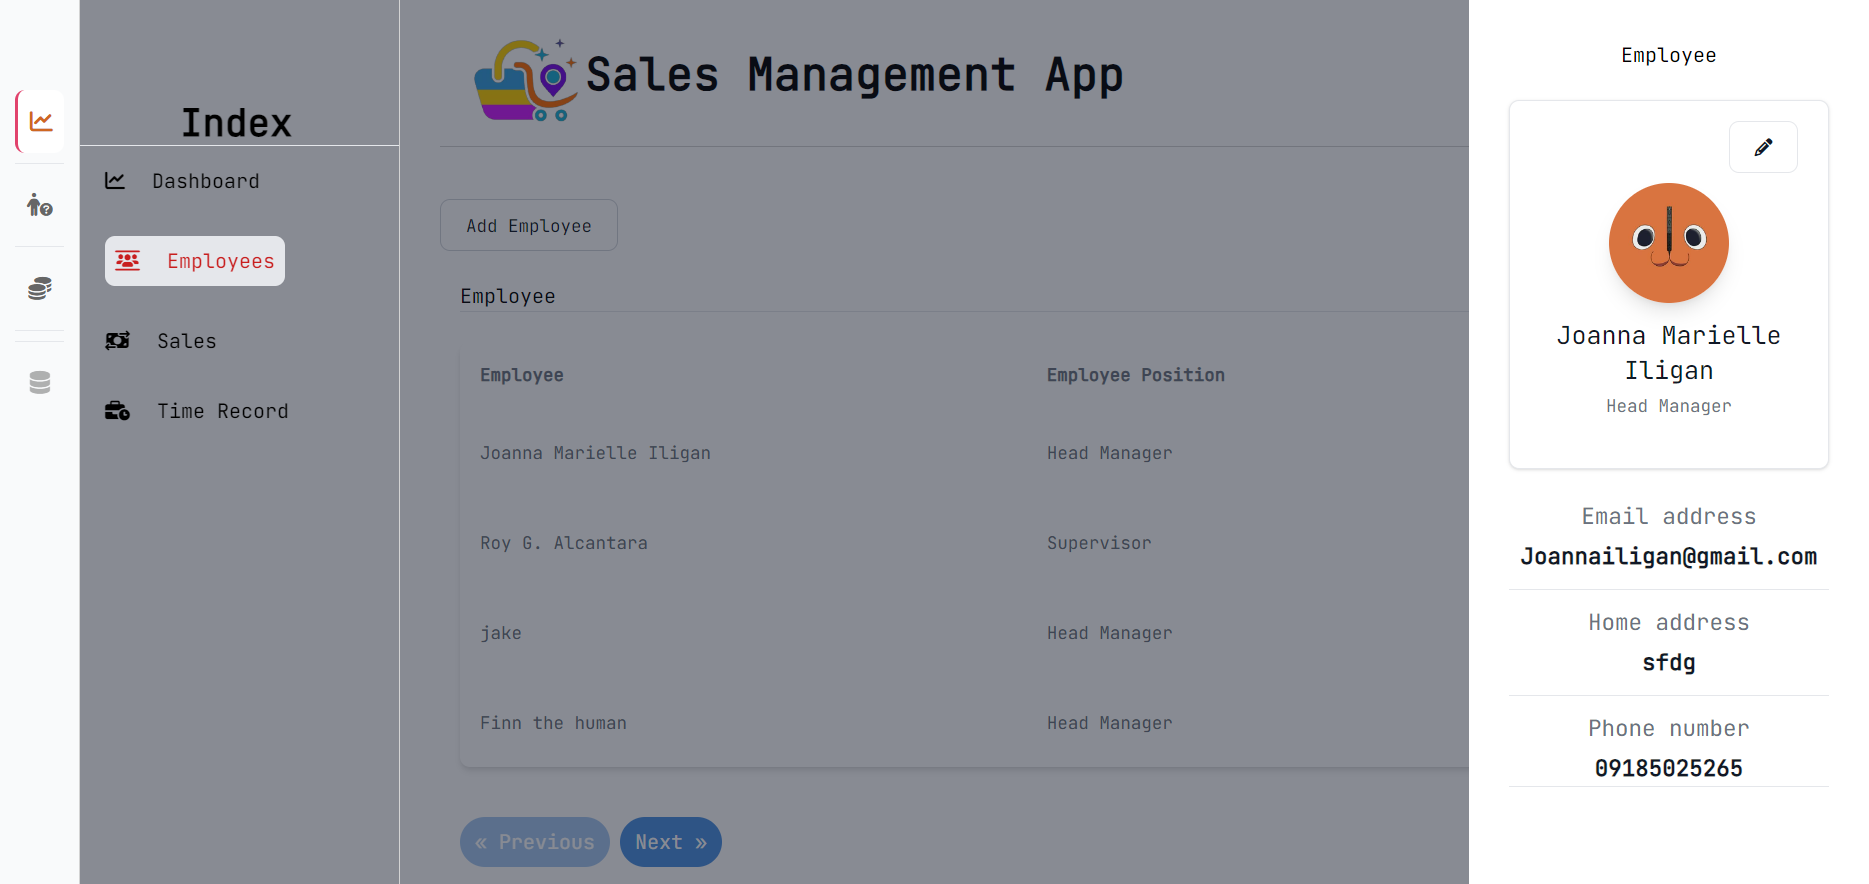 Index
Dashboard
Employees
Sales
Time Record
Sales Management App
Add Employee
Employee
Employee Employee Position
Joanna Marielle Iligan Head Manager
Roy G. Alcantara Supervisor
jake Head Manager
Finn the human Head Manager
« Previous Next »
Employee
Joanna Marielle
Iligan
Head Manager
Email address
Joannailigan@gmail.com
Home address
sfdg
Phone number
09185025265